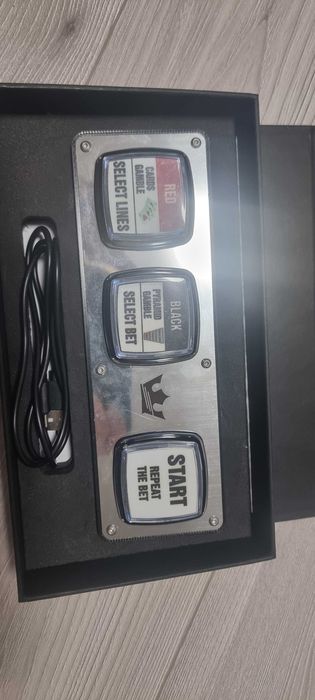 RED
CARDS
GAMBLE
SELECT LINES
BLACK
PYRAMID
GAMBLE
SELECT BET
START
REPEAT
THE BET